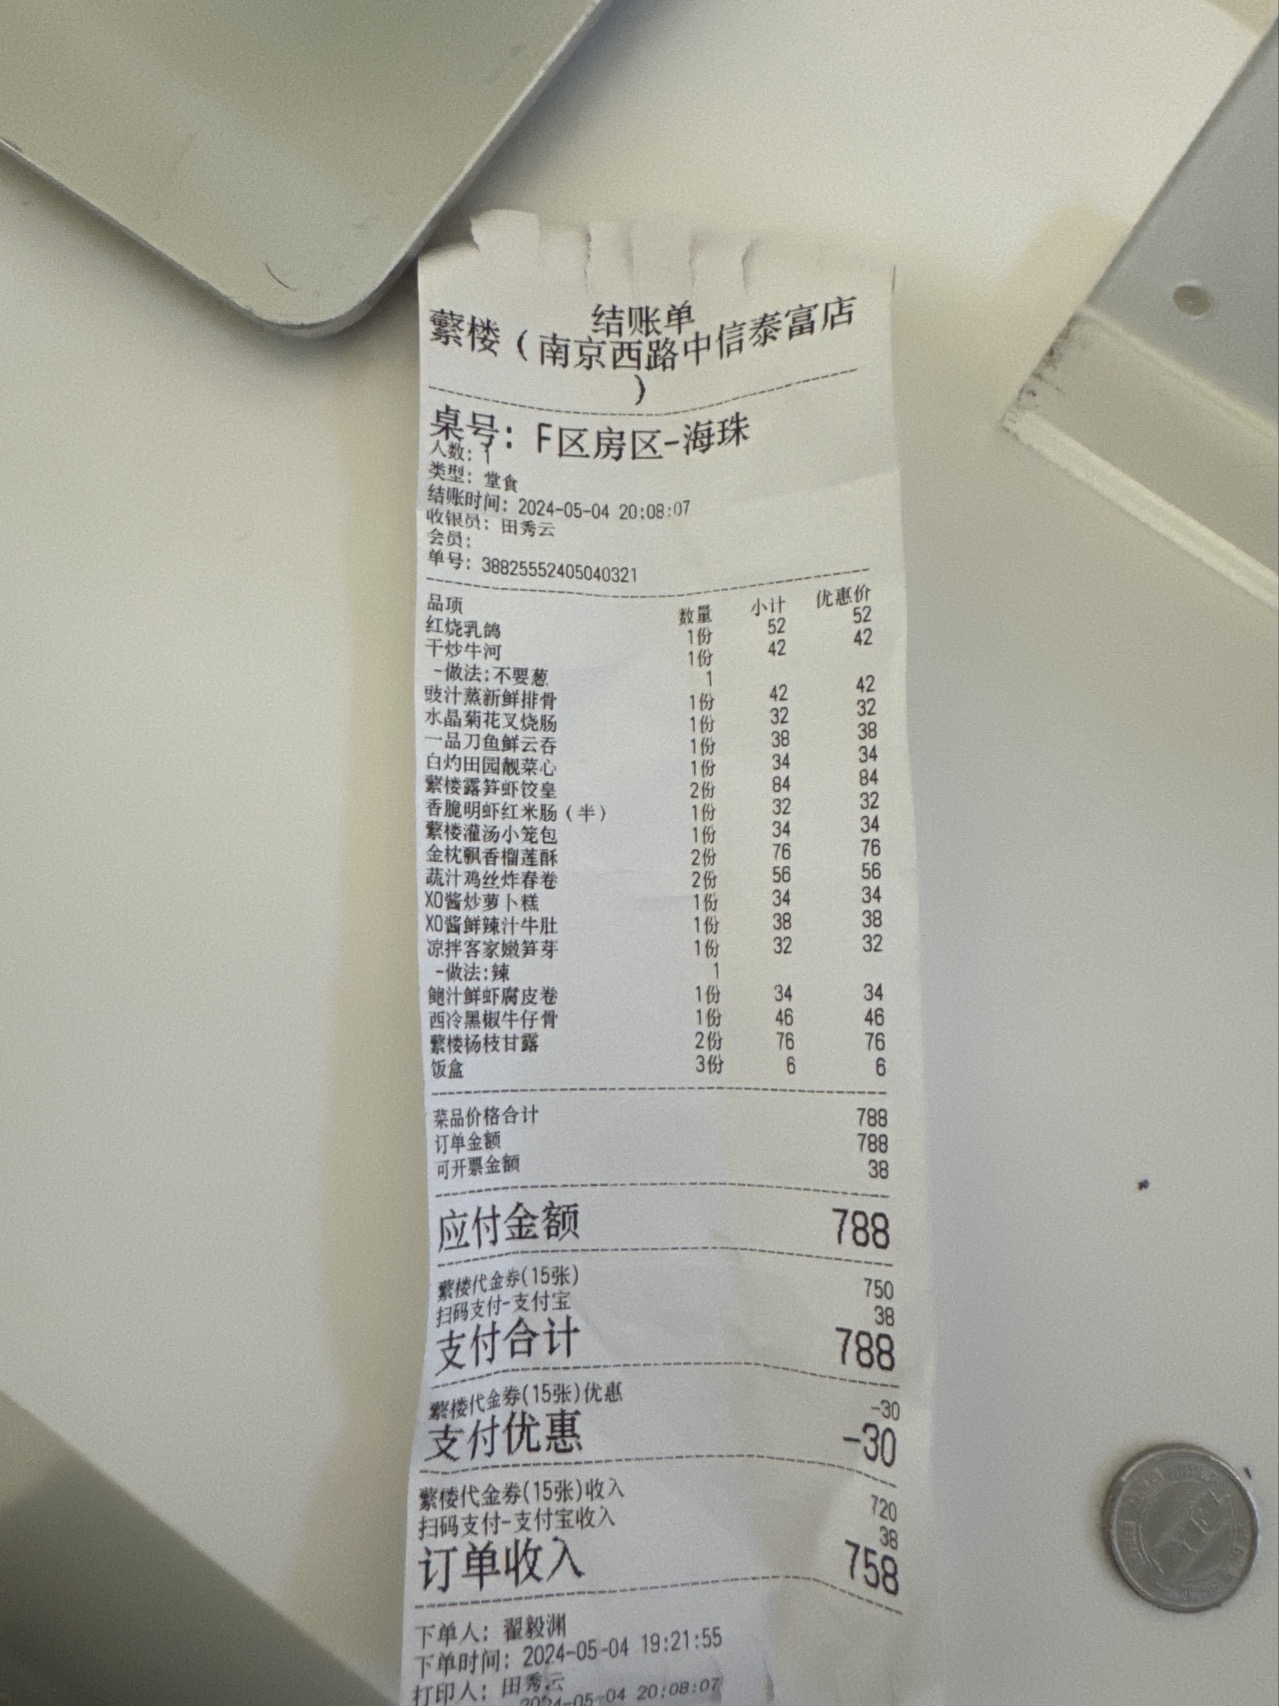 结账单
蘩楼（南京西路中信泰富店
）
桌号: F区房区-海珠
人数: 1
类型: 堂食
结账时间: 2024-05-04 20:08:07
收银员: 田秀云
会员:
单号: 38825552405040321
品项 数量 小计 优惠价
红烧乳鸽 1份 52 52
干炒牛河 1份 42 42
-做法:不要葱 1
豉汁蒸新鲜排骨 1份 42 42
水晶菊花叉烧肠 1份 32 32
一品刀鱼鲜云吞 1份 38 38
白灼田园靓菜心 1份 34 34
蘩楼露笋虾饺皇 2份 84 84
香脆明虾红米肠（半） 1份 32 32
蘩楼灌汤小笼包 1份 34 34
金枕飘香榴莲酥 2份 76 76
蔬汁鸡丝炸春卷 2份 56 56
XO酱炒萝卜糕 1份 34 34
XO酱鲜辣汁牛肚 1份 38 38
凉拌客家嫩笋芽 1份 32 32
-做法:辣 1
鲍汁鲜虾腐皮卷 1份 34 34
西冷黑椒牛仔骨 1份 46 46
蘩楼杨枝甘露 2份 76 76
饭盒 3份 6 6
菜品价格合计 788
订单金额 788
可开票金额 38
应付金额 788
蘩楼代金券(15张) 750
扫码支付-支付宝 38
支付合计 788
蘩楼代金券(15张)优惠 -30
支付优惠 -30
蘩楼代金券(15张)收入 720
扫码支付-支付宝收入 38
订单收入 758
下单人: 翟毅渊
下单时间: 2024-05-04 19:21:55
打印人: 田秀云
2024-05-04 20:08:07